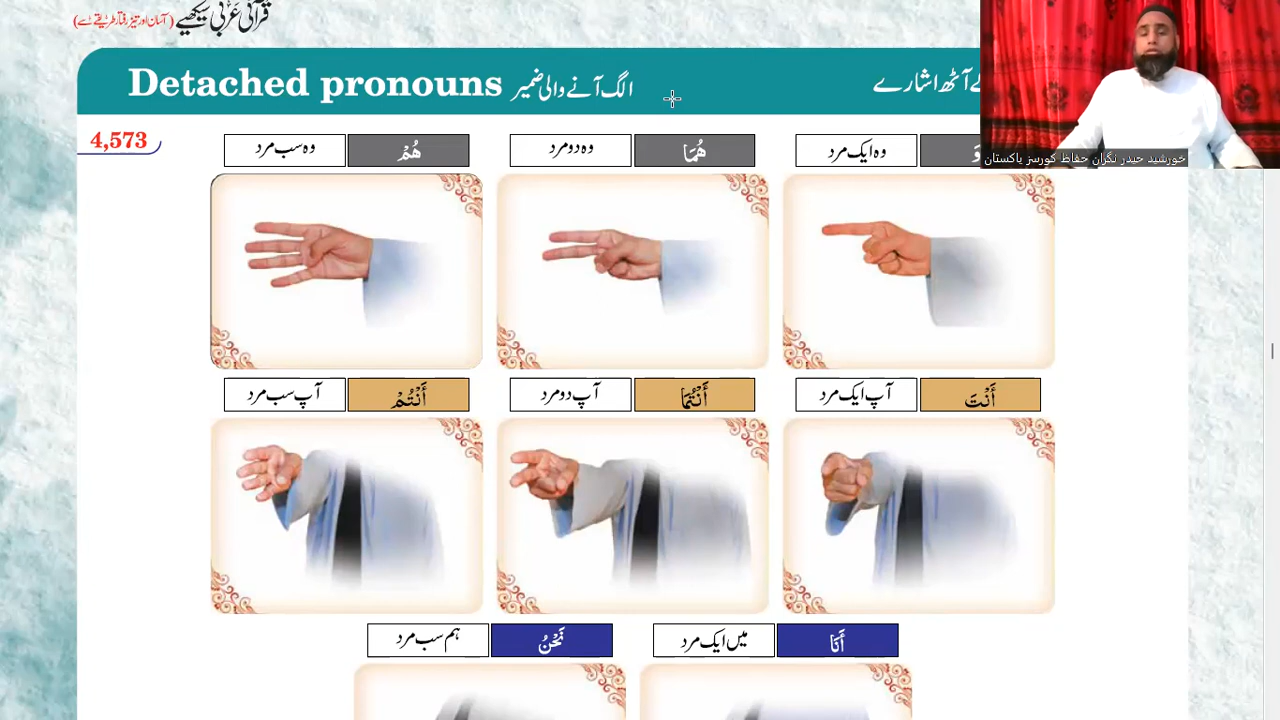 قرآنی عربی سیکھیے (آسان اور تیز رفتار طریقے سے)
آٹھ اشارے
Detached pronouns الگ آنے والی ضمیر
4,573
وہ ایک مرد
هُمَا وہ دو مرد
هُمْ وہ سب مرد
أَنْتَ آپ ایک مرد
أَنْتُمَا آپ دو مرد
أَنْتُمْ آپ سب مرد
أَنَا میں ایک مرد
نَحْنُ ہم سب مرد
خورشید حیدر نگران حفاظ کورسز پاکستان